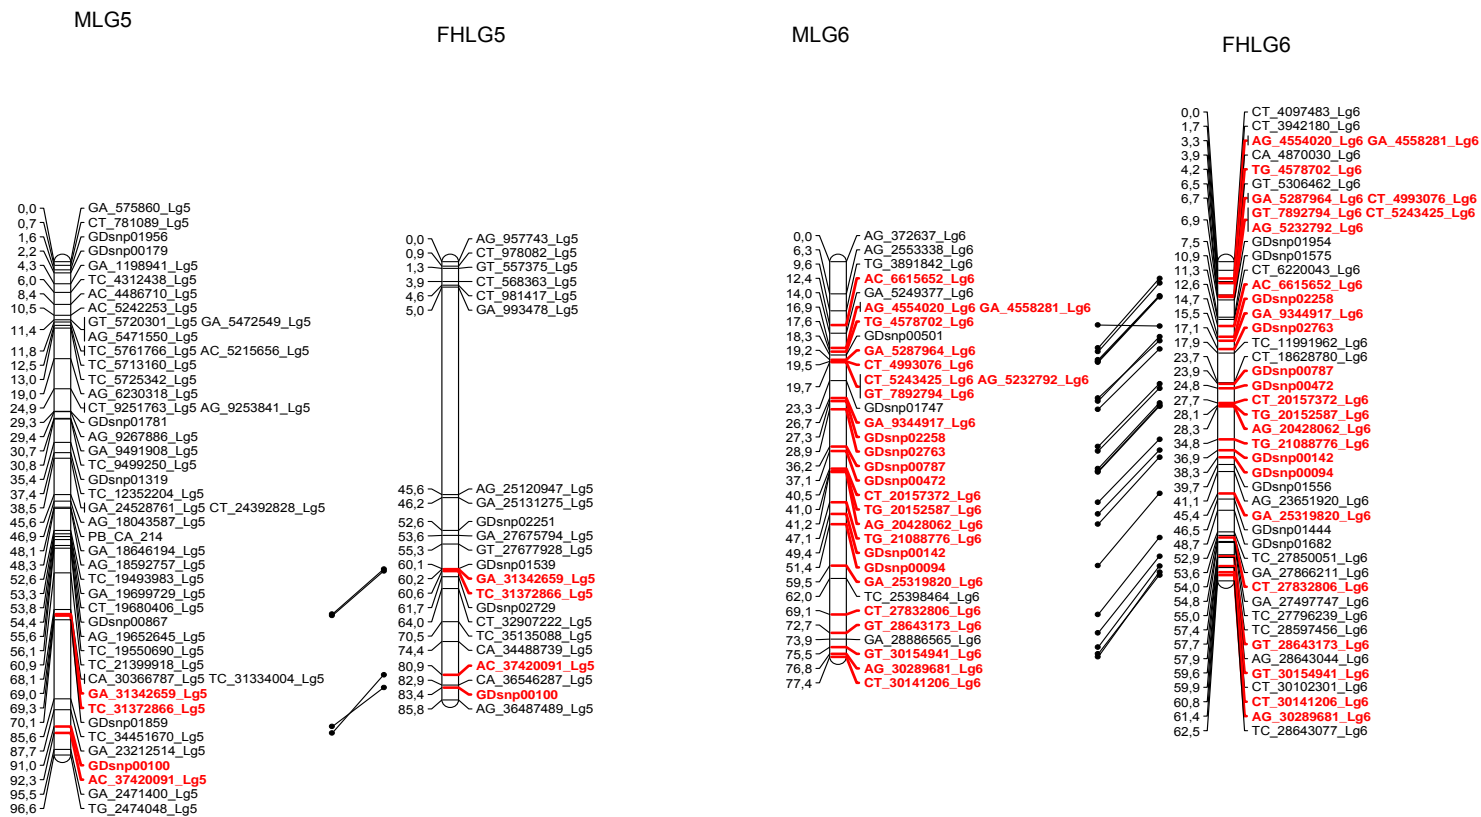 MLG5
0,0 GA_575860_Lg5
0,7 CT_781089_Lg5
1,6 GDsnp01956
2,2 GDsnp00179
4,3 GA_1198941_Lg5
6,0 TC_4312438_Lg5
8,4 AC_4486710_Lg5
10,5 AC_5242253_Lg5
11,4 GT_5720301_Lg5 GA_5472549_Lg5
AG_5471550_Lg5
11,8 TC_5761766_Lg5 AC_5215656_Lg5
12,5 TC_5713160_Lg5
13,0 TC_5725342_Lg5
19,0 AG_6230318_Lg5
24,9 CT_9251763_Lg5 AG_9253841_Lg5
29,3 GDsnp01781
29,4 AG_9267886_Lg5
30,7 GA_9491908_Lg5
30,8 TC_9499250_Lg5
35,4 GDsnp01319
37,4 TC_12352204_Lg5
38,5 GA_24528761_Lg5 CT_24392828_Lg5
45,6 AG_18043587_Lg5
46,9 PB_CA_214
48,1 GA_18646194_Lg5
48,3 AG_18592757_Lg5
52,6 TC_19493983_Lg5
53,3 GA_19699729_Lg5
53,8 CT_19680406_Lg5
54,4 GDsnp00867
55,6 AG_19652645_Lg5
56,1 TC_19550690_Lg5
60,9 TC_21399918_Lg5
68,1 CA_30366787_Lg5 TC_31334004_Lg5
69,0 GA_31342659_Lg5
69,3 TC_31372866_Lg5
70,1 GDsnp01859
85,6 TC_34451670_Lg5
87,7 GA_23212514_Lg5
91,0 GDsnp00100
92,3 AC_37420091_Lg5
95,5 GA_2471400_Lg5
96,6 TG_2474048_Lg5
FHLG5
0,0 AG_957743_Lg5
0,9 CT_978082_Lg5
1,3 GT_557375_Lg5
3,9 CT_568363_Lg5
4,6 CT_981417_Lg5
5,0 GA_993478_Lg5
45,6 AG_25120947_Lg5
46,2 GA_25131275_Lg5
52,6 GDsnp02251
53,6 GA_27675794_Lg5
55,3 GT_27677928_Lg5
60,1 GDsnp01539
60,2 GA_31342659_Lg5
60,6 TC_31372866_Lg5
61,7 GDsnp02729
64,0 CT_32907222_Lg5
70,5 TC_35135088_Lg5
74,4 CA_34488739_Lg5
80,9 AC_37420091_Lg5
82,9 CA_36546287_Lg5
83,4 GDsnp00100
85,8 AG_36487489_Lg5
MLG6
0,0 AG_372637_Lg6
6,3 AG_2553338_Lg6
9,6 TG_3891842_Lg6
12,4 AC_6615652_Lg6
14,0 GA_5249377_Lg6
16,9 AG_4554020_Lg6 GA_4558281_Lg6
17,6 TG_4578702_Lg6
18,3 GDsnp00501
19,2 GA_5287964_Lg6
19,5 CT_4993076_Lg6
19,7 CT_5243425_Lg6 AG_5232792_Lg6
GT_7892794_Lg6
23,3 GDsnp01747
26,7 GA_9344917_Lg6
27,3 GDsnp02258
28,9 GDsnp02763
36,2 GDsnp00787
37,1 GDsnp00472
40,5 CT_20157372_Lg6
41,0 TG_20152587_Lg6
41,2 AG_20428062_Lg6
47,1 TG_21088776_Lg6
49,4 GDsnp00142
51,4 GDsnp00094
59,5 GA_25319820_Lg6
62,0 TC_25398464_Lg6
69,1 CT_27832806_Lg6
72,7 GT_28643173_Lg6
73,9 GA_28886565_Lg6
75,5 GT_30154941_Lg6
76,8 AG_30289681_Lg6
77,4 CT_30141206_Lg6
FHLG6
0,0 CT_4097483_Lg6
1,7 CT_3942180_Lg6
3,3 AG_4554020_Lg6 GA_4558281_Lg6
3,9 CA_4870030_Lg6
4,2 TG_4578702_Lg6
6,5 GT_5306462_Lg6
6,7 GA_5287964_Lg6 CT_4993076_Lg6
6,9 GT_7892794_Lg6 CT_5243425_Lg6
AG_5232792_Lg6
7,5 GDsnp01954
10,9 GDsnp01575
11,3 CT_6220043_Lg6
12,6 AC_6615652_Lg6
14,7 GDsnp02258
15,5 GA_9344917_Lg6
17,1 GDsnp02763
17,9 TC_11991962_Lg6
23,7 CT_18628780_Lg6
23,9 GDsnp00787
24,8 GDsnp00472
27,7 CT_20157372_Lg6
28,1 TG_20152587_Lg6
28,3 AG_20428062_Lg6
34,8 TG_21088776_Lg6
36,9 GDsnp00142
38,3 GDsnp00094
39,7 GDsnp01556
41,1 AG_23651920_Lg6
45,4 GA_25319820_Lg6
46,5 GDsnp01444
48,7 GDsnp01682
52,9 TC_27850051_Lg6
53,6 GA_27866211_Lg6
54,0 CT_27832806_Lg6
54,8 GA_27497747_Lg6
55,0 TC_27796239_Lg6
57,4 TC_28597456_Lg6
57,7 GT_28643173_Lg6
57,9 AG_28643044_Lg6
59,6 GT_30154941_Lg6
59,9 CT_30102301_Lg6
60,8 CT_30141206_Lg6
61,4 AG_30289681_Lg6
62,5 TC_28643077_Lg6